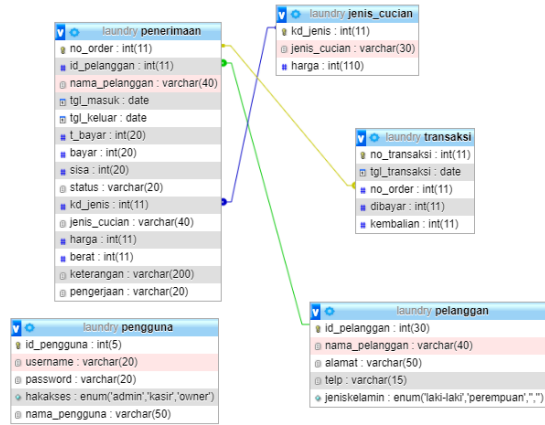 v laundry penerimaan
no_order : int(11)
# id_pelanggan : int(11)
nama_pelanggan : varchar(40)
tgl_masuk : date
tgl_keluar : date
# t_bayar : int(20)
# bayar : int(20)
# sisa : int(20)
status : varchar(20)
# kd_jenis : int(11)
jenis_cucian : varchar(40)
# harga : int(11)
# berat : int(11)
keterangan : varchar(200)
pengerjaan : varchar(20)
v laundry jenis_cucian
kd_jenis : int(11)
jenis_cucian : varchar(30)
# harga : int(110)
v laundry transaksi
no_transaksi : int(11)
tgl_transaksi : date
# no_order : int(11)
# dibayar : int(11)
# kembalian : int(11)
v laundry pengguna
id_pengguna : int(5)
username : varchar(20)
password : varchar(20)
hakakses : enum('admin','kasir','owner')
nama_pengguna : varchar(50)
v laundry pelanggan
id_pelanggan : int(30)
nama_pelanggan : varchar(40)
alamat : varchar(50)
telp : varchar(15)
jeniskelamin : enum('laki-laki','perempuan','','')